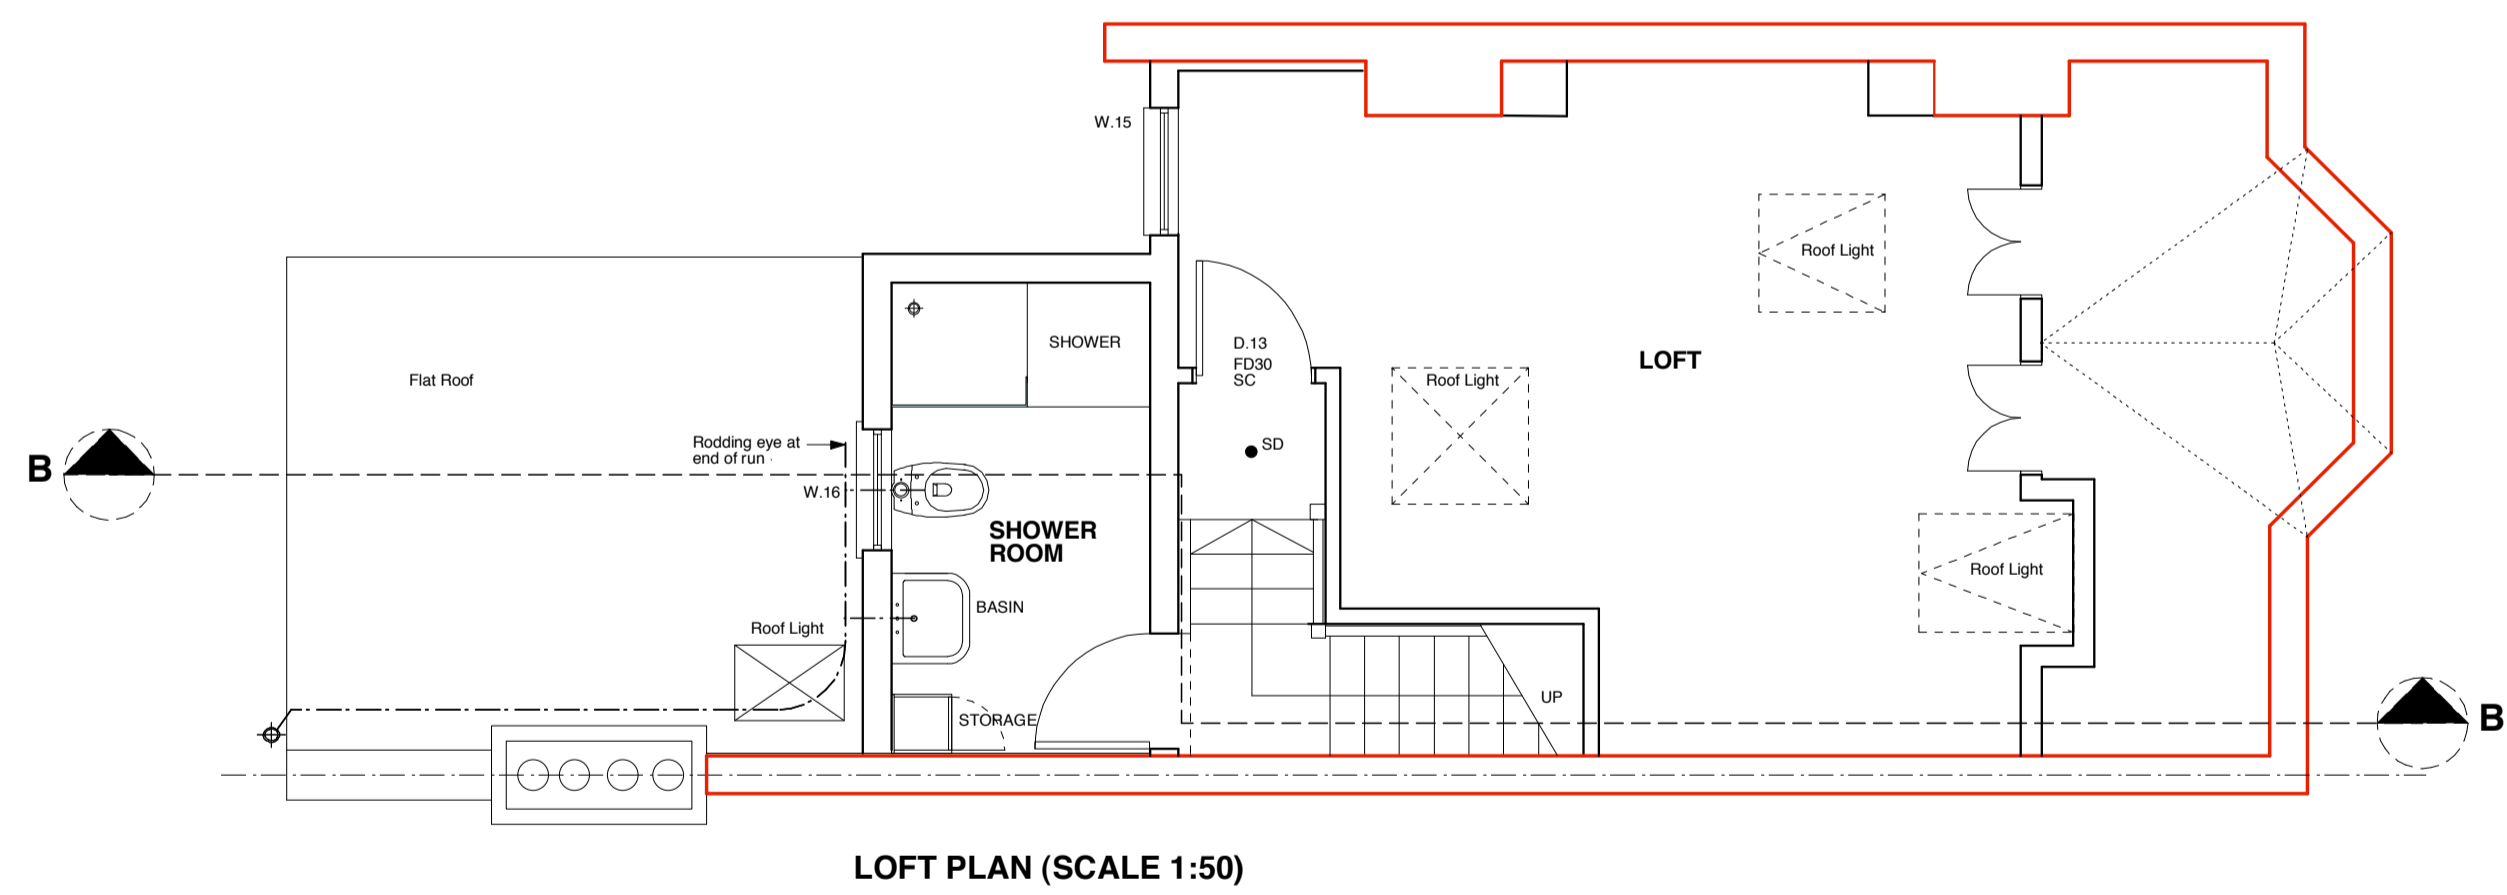 W.15
Roof Light
SHOWER
D.13
FD30
SC
LOFT
Flat Roof
Roof Light
Rodding eye at
end of run
SD
B
W.16
SHOWER
ROOM
Roof Light
BASIN
Roof Light
STORAGE
UP
B
LOFT PLAN (SCALE 1:50)